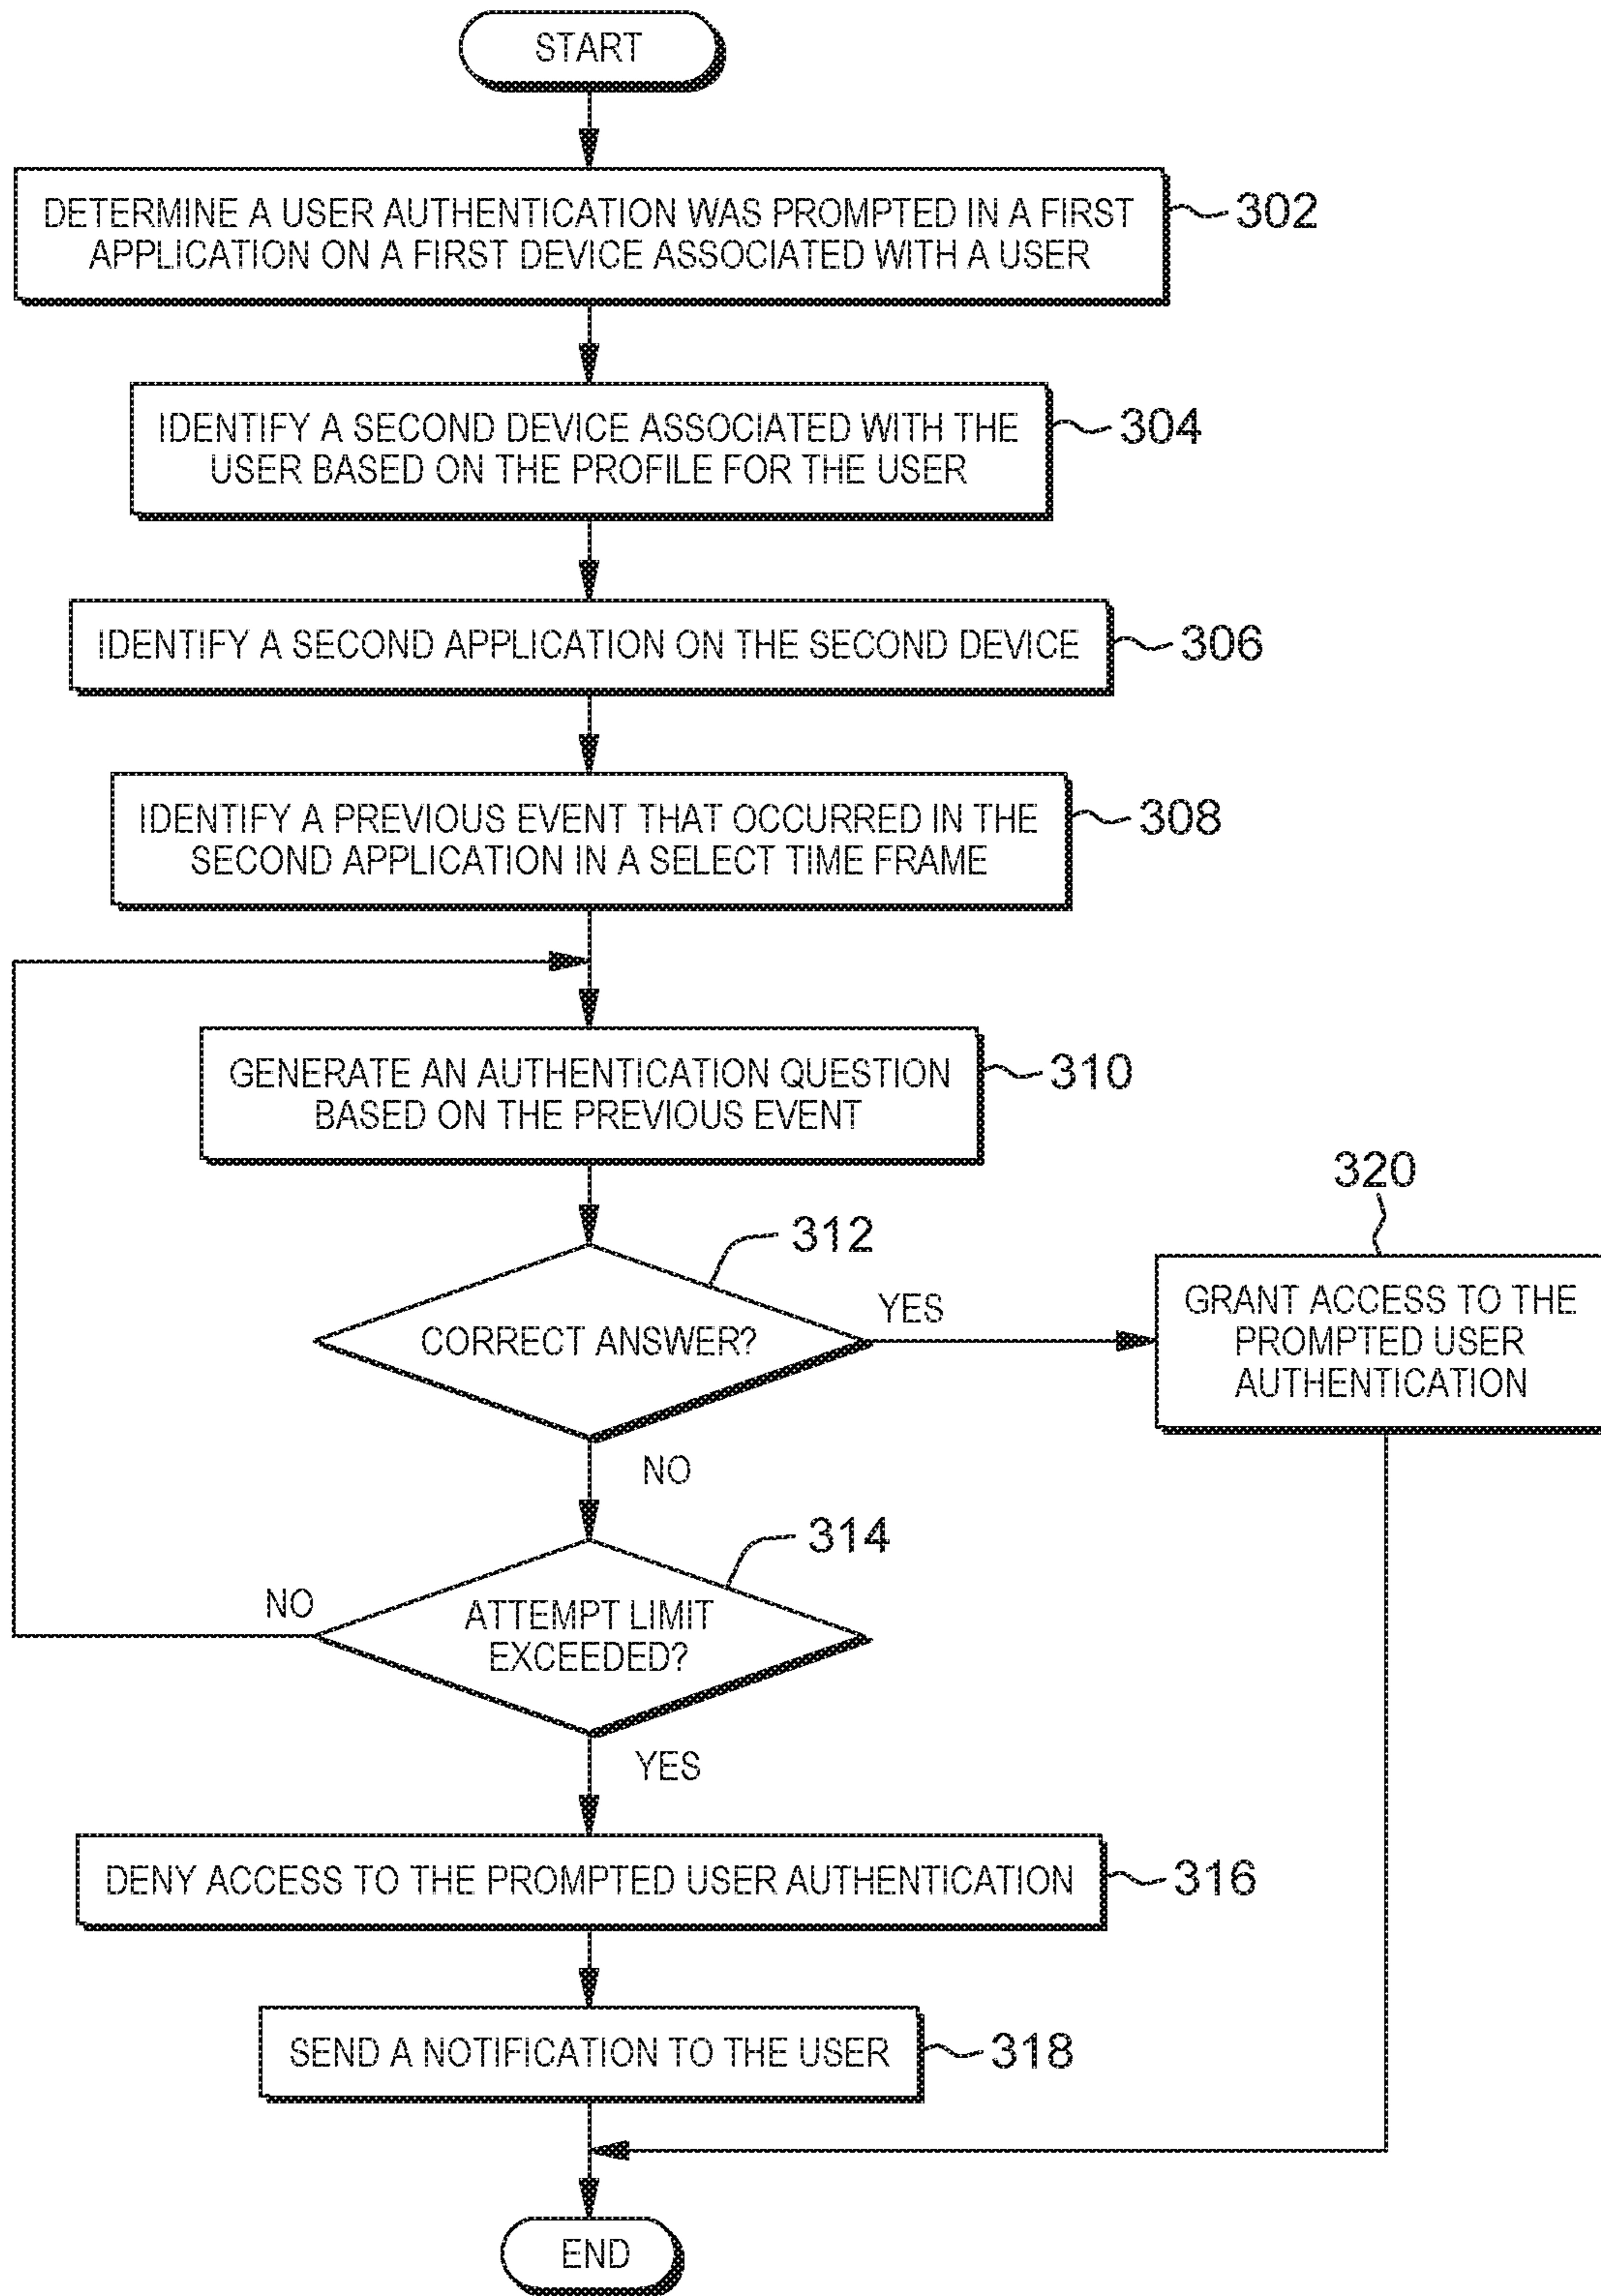 START
DETERMINE A USER AUTHENTICATION WAS PROMPTED IN A FIRST
APPLICATION ON A FIRST DEVICE ASSOCIATED WITH A USER
302
IDENTIFY A SECOND DEVICE ASSOCIATED WITH THE
USER BASED ON THE PROFILE FOR THE USER
304
IDENTIFY A SECOND APPLICATION ON THE SECOND DEVICE
306
IDENTIFY A PREVIOUS EVENT THAT OCCURRED IN THE
SECOND APPLICATION IN A SELECT TIME FRAME
308
GENERATE AN AUTHENTICATION QUESTION
BASED ON THE PREVIOUS EVENT
310
312
CORRECT ANSWER?
YES
320
GRANT ACCESS TO THE
PROMPTED USER
AUTHENTICATION
NO
314
ATTEMPT LIMIT
EXCEEDED?
NO
YES
DENY ACCESS TO THE PROMPTED USER AUTHENTICATION
316
SEND A NOTIFICATION TO THE USER
318
END